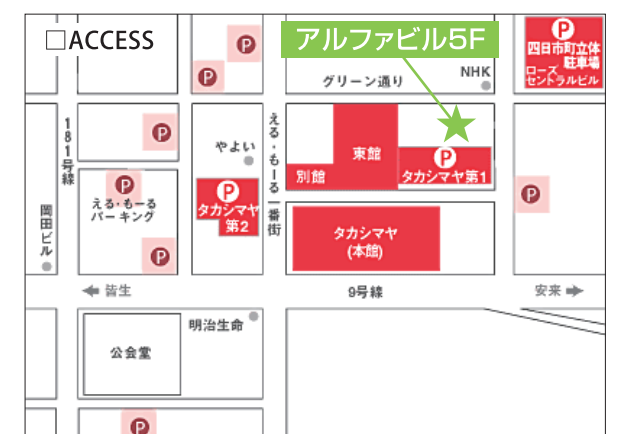 □ACCESS
アルファビル5F
P
P
P
四日市町立体
駐車場
ローズ
セントラルビル
NHK
グリーン通り
181号線
P
やよい
える・もーる一番街
東館
別館
P
タカシマヤ第1
P
える・もーる
パーキング
P
タカシマヤ
第2
P
岡田ビル
P
タカシマヤ
(本館)
← 皆生
9号線
安来 →
明治生命
公会堂
P